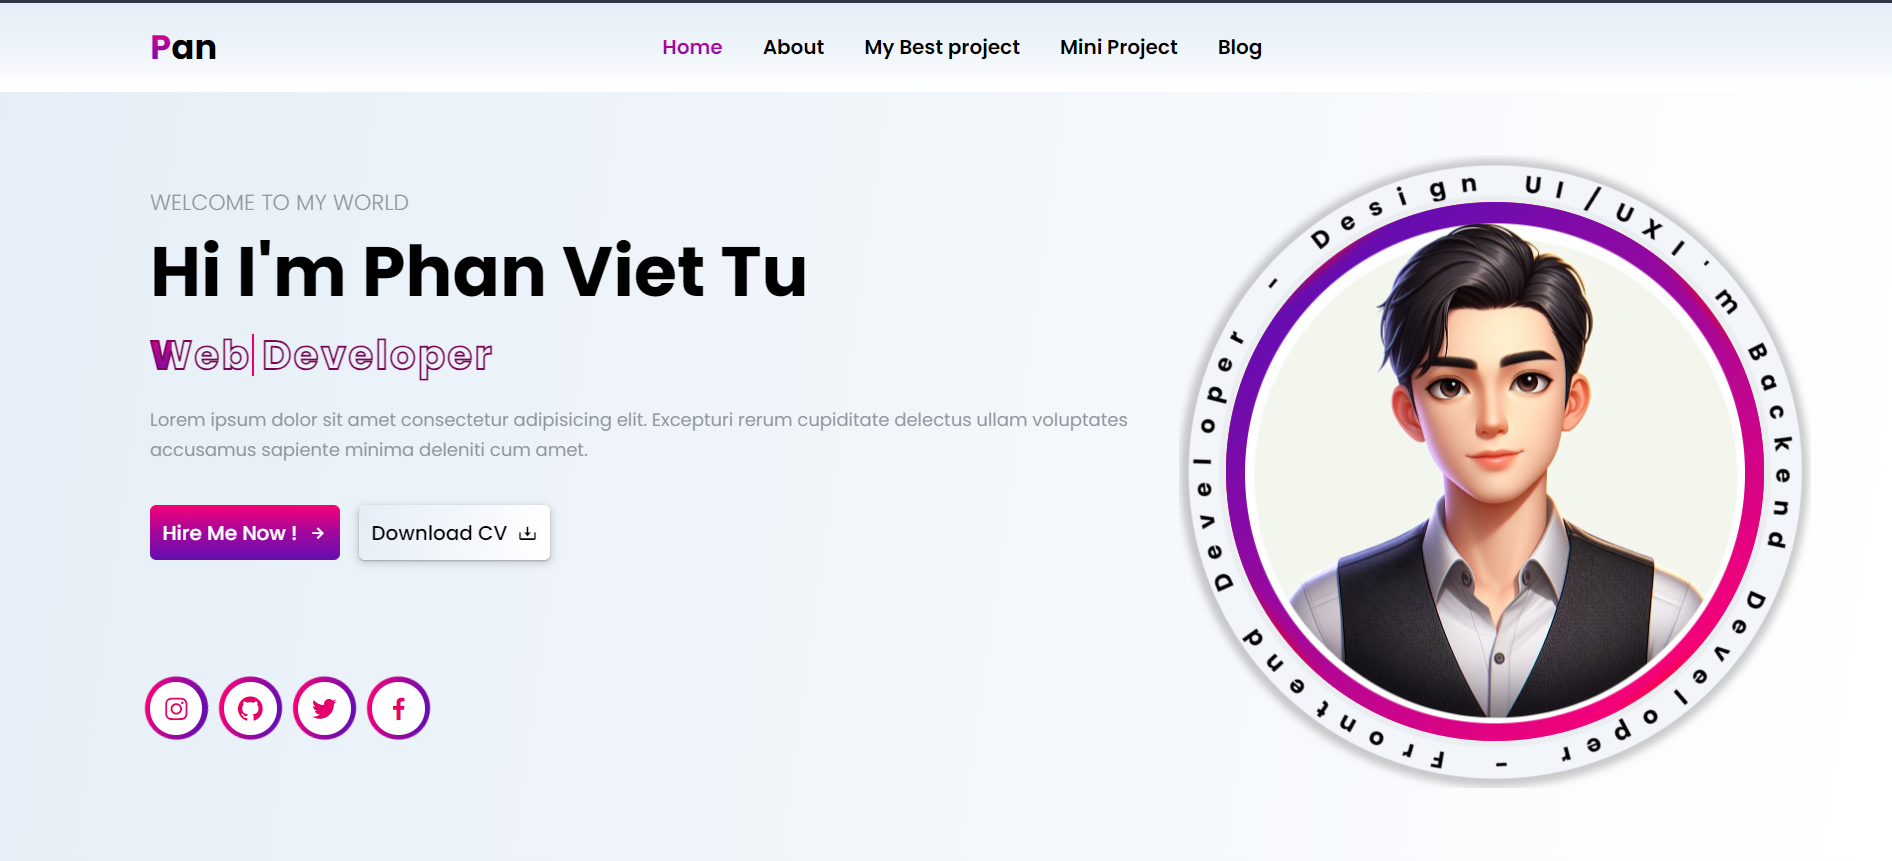 Pan
Home About My Best project Mini Project Blog
WELCOME TO MY WORLD
Hi I'm Phan Viet Tu
Web Developer
Lorem ipsum dolor sit amet consectetur adipisicing elit. Excepturi rerum cupiditate delectus ullam voluptates
accusamus sapiente minima deleniti cum amet.
Hire Me Now !
Download CV
I'm Backend Developer - Frontend Developer - Design UI/UX